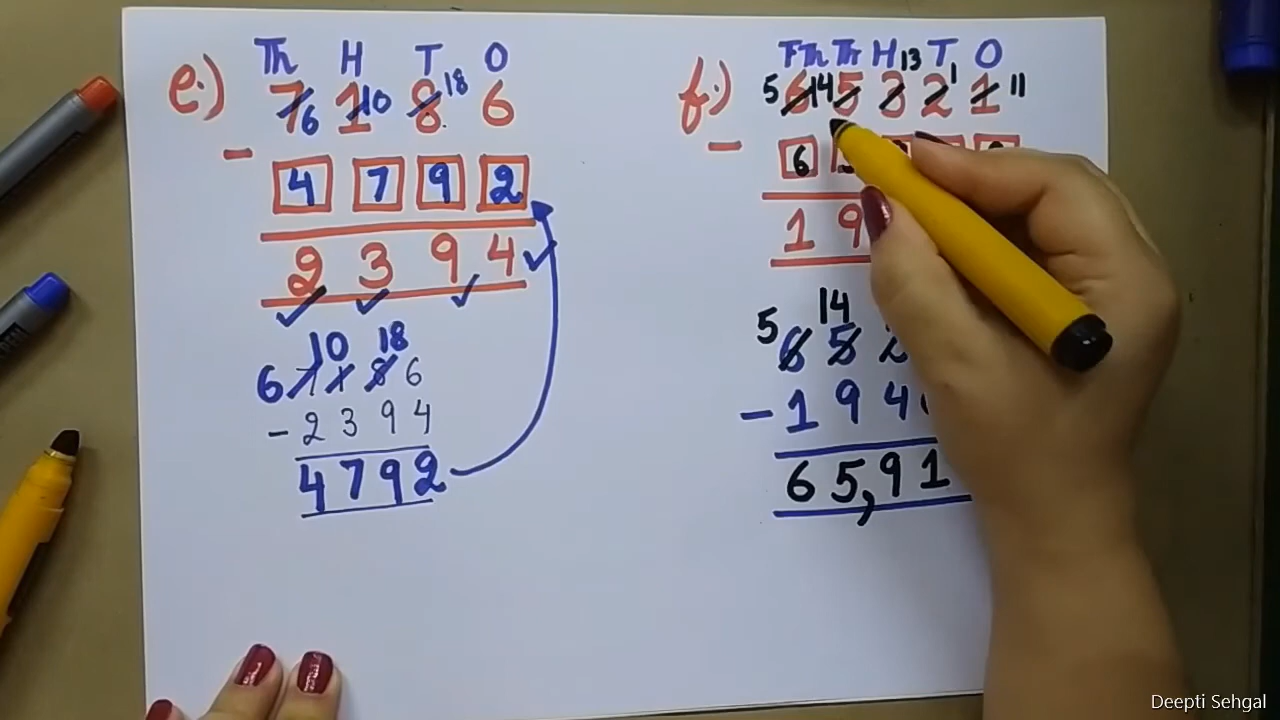 e.) Th H T O
7 6 1 10 8 18 6
- 4 7 9 2
2 3 9 4
10 18
6 7 1 8 6
- 2 3 9 4
4 7 9 2
f.) TTh Th H T O
5 6 14 5 3 13 2 1 1 11
- 6
1 9
14
5 6 5 2
- 1 9 4
6 5, 9 1
Deepti Sehgal